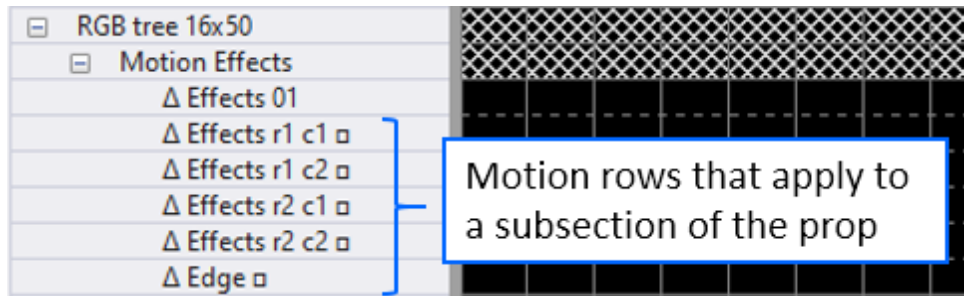 RGB tree 16x50
Motion Effects
Δ Effects 01
Δ Effects r1 c1 ¤
Δ Effects r1 c2 ¤
Δ Effects r2 c1 ¤
Δ Effects r2 c2 ¤
Δ Edge ¤
Motion rows that apply to
a subsection of the prop